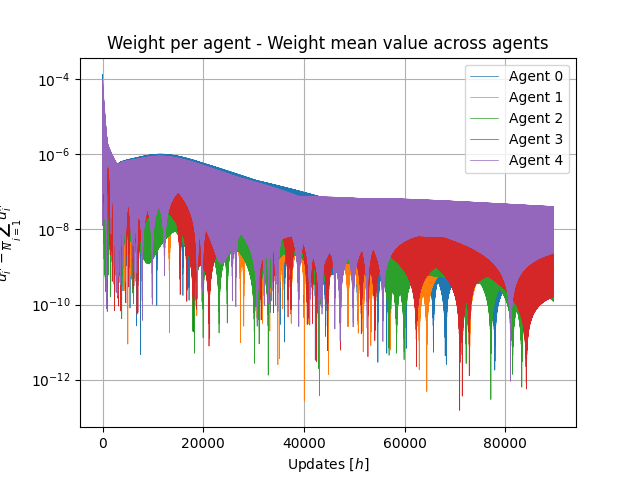 Weight per agent - Weight mean value across agents
Agent 0
Agent 1
Agent 2
Agent 3
Agent 4
10⁻⁴
10⁻⁶
10⁻⁸
10⁻¹⁰
10⁻¹²
0
20000
40000
60000
80000
Updates [h]